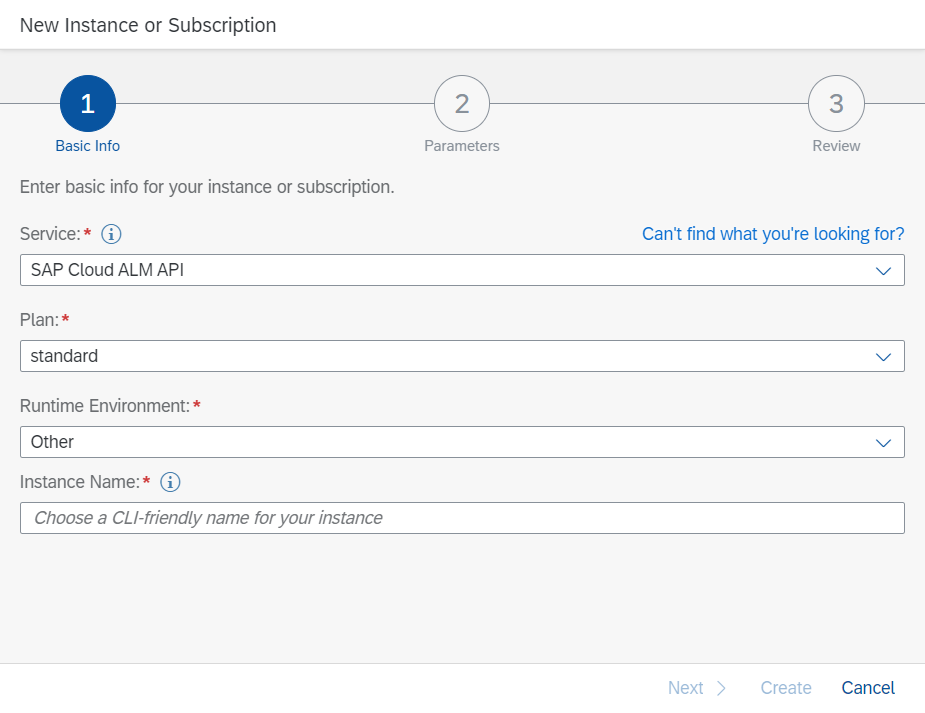 New Instance or Subscription
1
2
3
Basic Info
Parameters
Review
Enter basic info for your instance or subscription.
Service:*
Can't find what you're looking for?
SAP Cloud ALM API
Plan:*
standard
Runtime Environment:*
Other
Instance Name:*
Choose a CLI-friendly name for your instance
Next
Create
Cancel